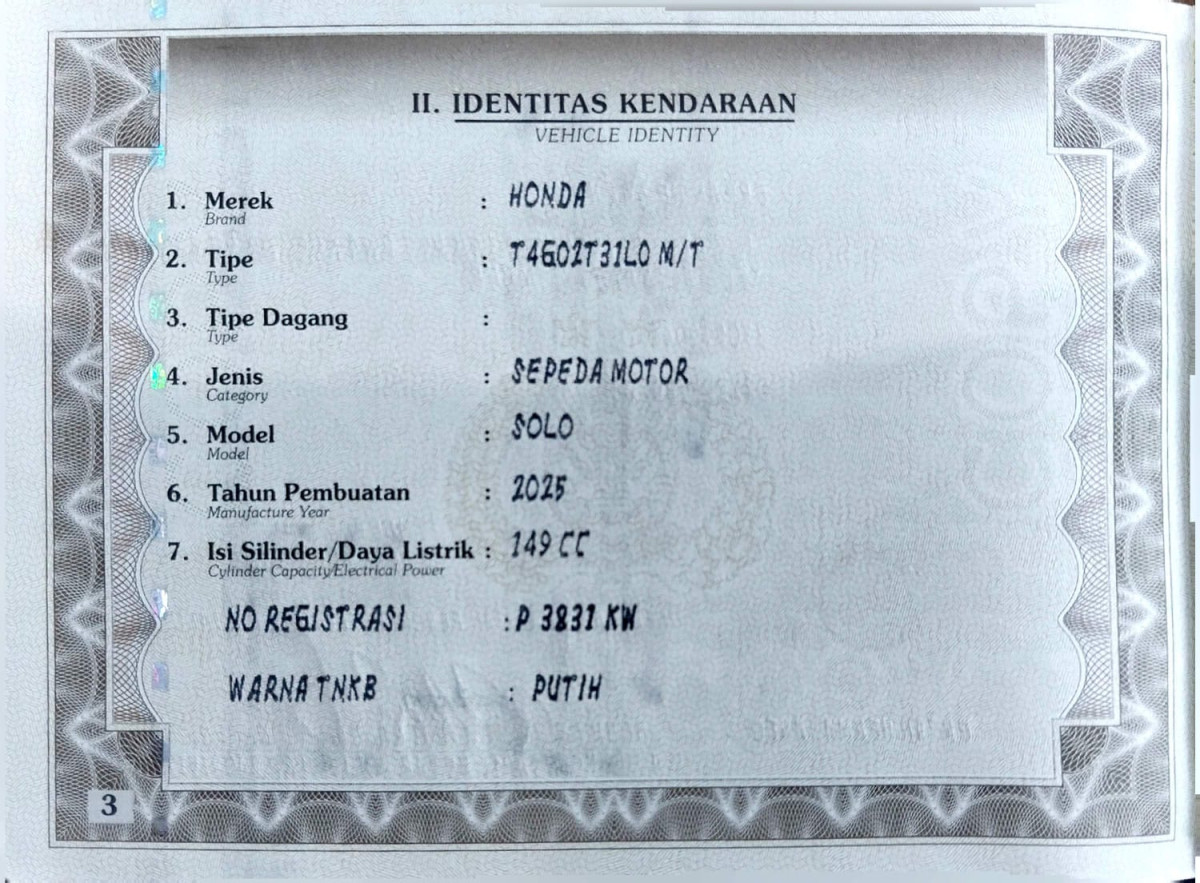 II. IDENTITAS KENDARAAN
VEHICLE IDENTITY
1. Merek : HONDA
Brand
2. Tipe : T4G02T31L0 M/T
Type
3. Tipe Dagang :
Type
4. Jenis : SEPEDA MOTOR
Category
5. Model : SOLO
Model
6. Tahun Pembuatan : 2025
Manufacture Year
7. Isi Silinder/Daya Listrik : 149 CC
Cylinder Capacity/Electrical Power
NO REGISTRASI : P 3831 KW
WARNA TNKB : PUTIH
3